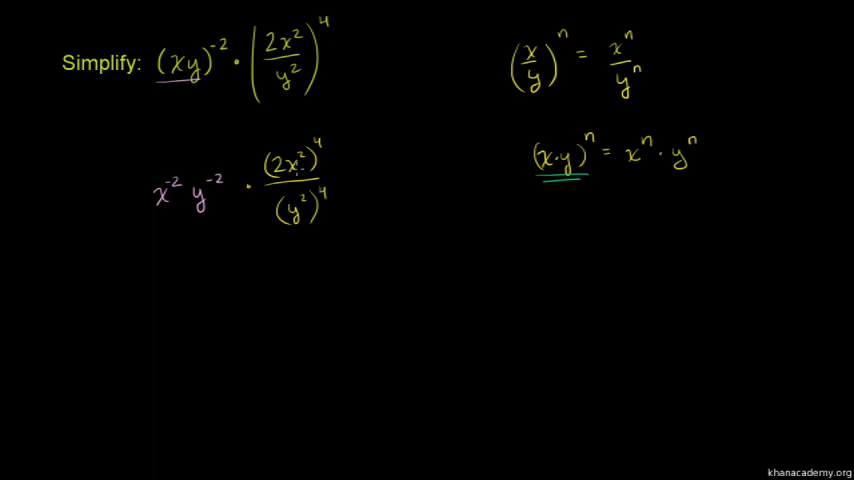 Simplify: (xy)^-2 · (2x^2/y^2)^4
(x/y)^n = x^n/y^n
(x·y)^n = x^n · y^n
x^-2 y^-2 · (2x^2)^4/(y^2)^4
khanacademy.org